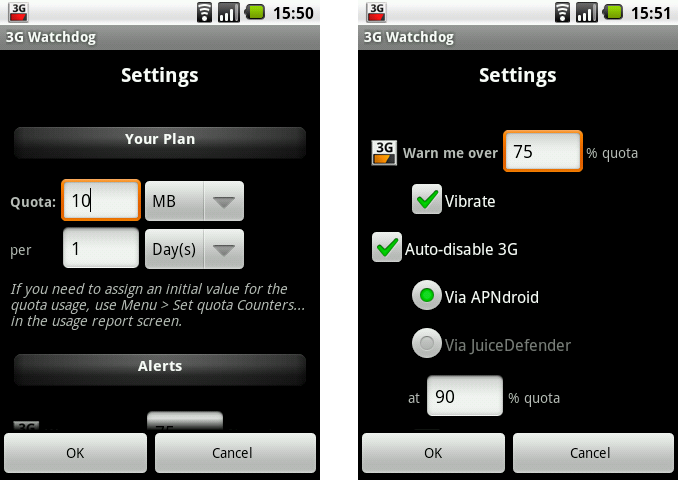 3G
15:50
3G Watchdog
Settings
Your Plan
Quota: 10 MB
per 1 Day(s)
If you need to assign an initial value for the
quota usage, use Menu > Set quota Counters...
in the usage report screen.
Alerts
3G
75
OK Cancel
3G
15:51
3G Watchdog
Settings
3G Warn me over 75 % quota
Vibrate
Auto-disable 3G
Via APNdroid
Via JuiceDefender
at 90 % quota
OK Cancel